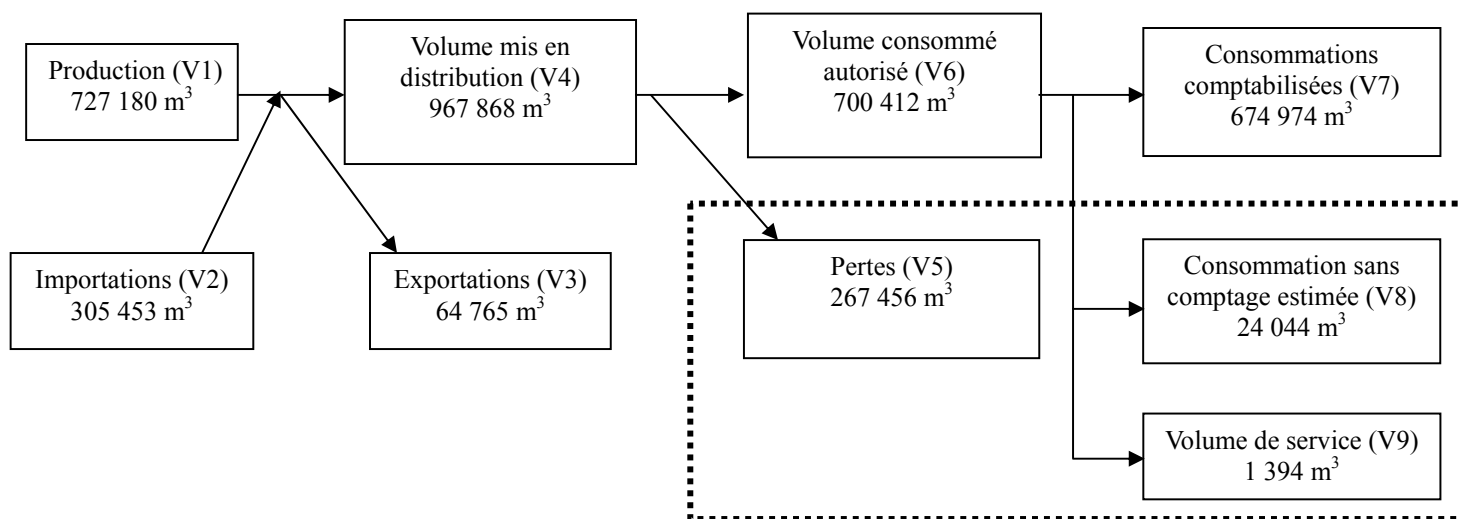 Production (V1)
727 180 m³
Volume mis en
distribution (V4)
967 868 m³
Volume consommé
autorisé (V6)
700 412 m³
Consommations
comptabilisées (V7)
674 974 m³
Importations (V2)
305 453 m³
Exportations (V3)
64 765 m³
Pertes (V5)
267 456 m³
Consommation sans
comptage estimée (V8)
24 044 m³
Volume de service (V9)
1 394 m³